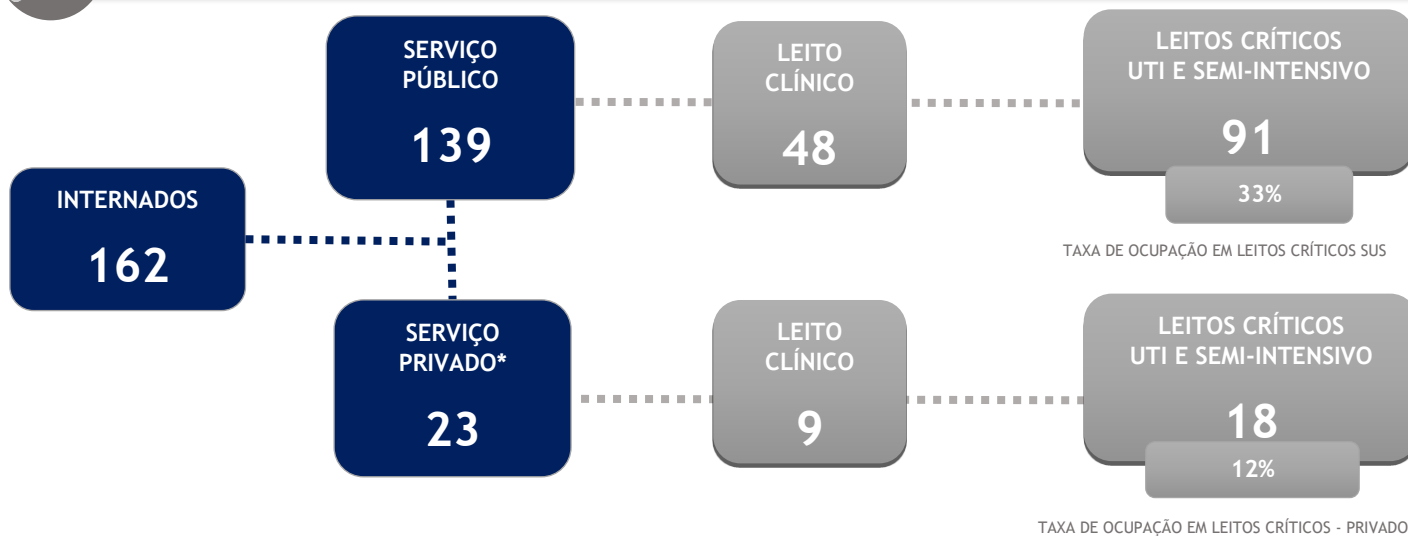 INTERNADOS
162
SERVIÇO
PÚBLICO
139
LEITO
CLÍNICO
48
LEITOS CRÍTICOS
UTI E SEMI-INTENSIVO
91
33%
TAXA DE OCUPAÇÃO EM LEITOS CRÍTICOS SUS
SERVIÇO
PRIVADO*
23
LEITO
CLÍNICO
9
LEITOS CRÍTICOS
UTI E SEMI-INTENSIVO
18
12%
TAXA DE OCUPAÇÃO EM LEITOS CRÍTICOS - PRIVADO